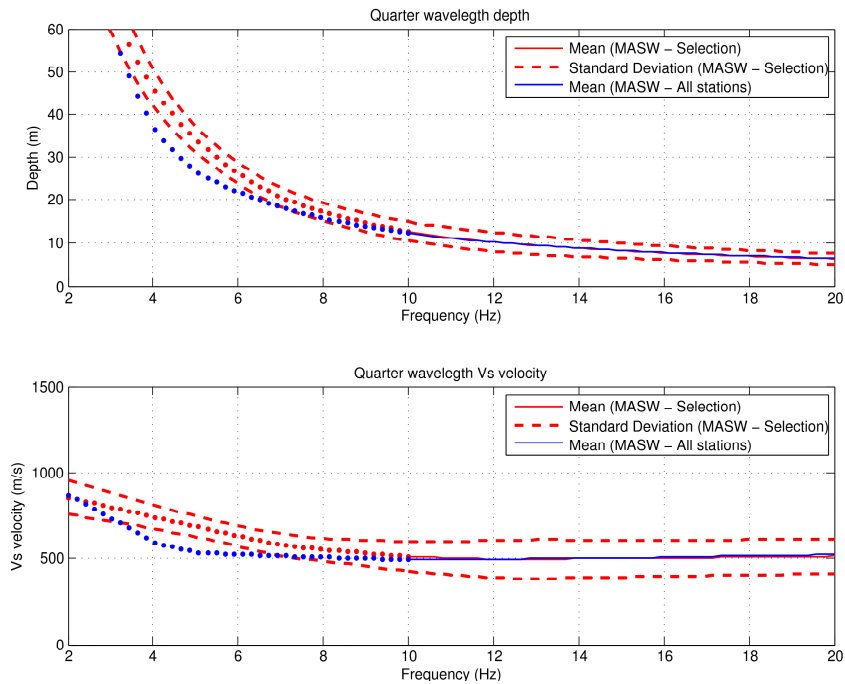 Quarter wavelegth depth
60
50
40
30
20
10
0
Depth (m)
Mean (MASW − Selection)
Standard Deviation (MASW − Selection)
Mean (MASW − All stations)
2 4 6 8 10 12 14 16 18 20
Frequency (Hz)
Quarter wavelegth Vs velocity
1500
1000
500
0
Vs velocity (m/s)
Mean (MASW − Selection)
Standard Deviation (MASW − Selection)
Mean (MASW − All stations)
2 4 6 8 10 12 14 16 18 20
Frequency (Hz)